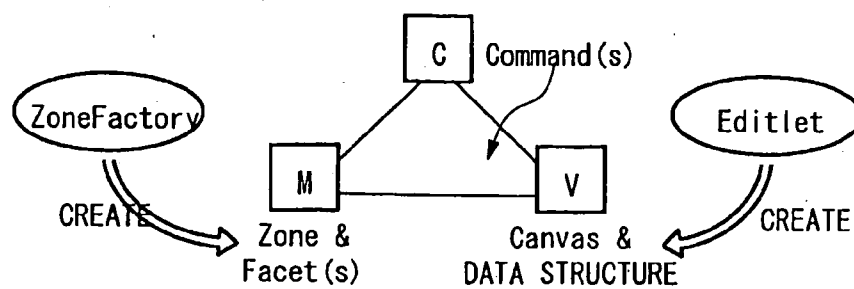 C
Command(s)
ZoneFactory
Editlet
M
V
CREATE
CREATE
Zone &
Facet(s)
Canvas &
DATA STRUCTURE